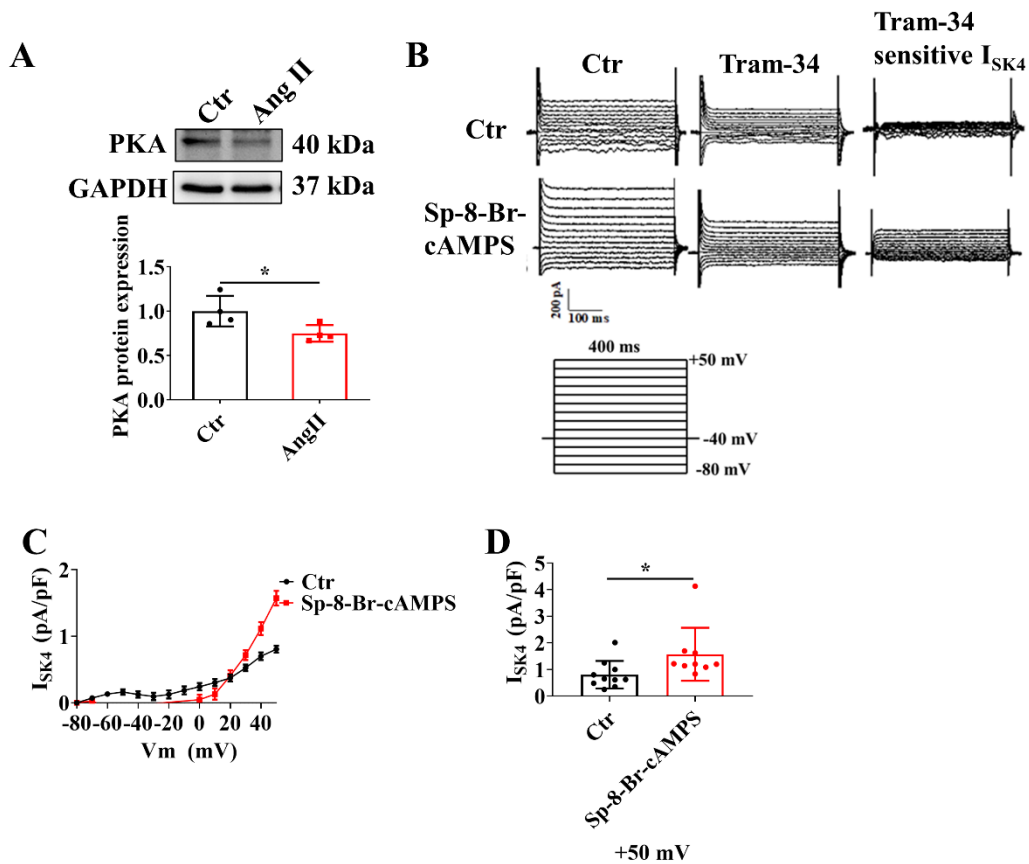 A
Ctr
Ang II
PKA
40 kDa
GAPDH
37 kDa
PKA protein expression
1.5
1.0
0.5
0.0
*
Ctr
AngII
B
Ctr
Tram-34
Tram-34
sensitive I_SK4
Ctr
Sp-8-Br-
cAMPS
200 pA
100 ms
400 ms
+50 mV
-40 mV
-80 mV
C
I_SK4 (pA/pF)
2
1
0
Ctr
Sp-8-Br-cAMPS
-80 -60 -40 -20 0 20 40
Vm (mV)
D
I_SK4 (pA/pF)
5
4
3
2
1
0
*
Ctr
Sp-8-Br-cAMPS
+50 mV